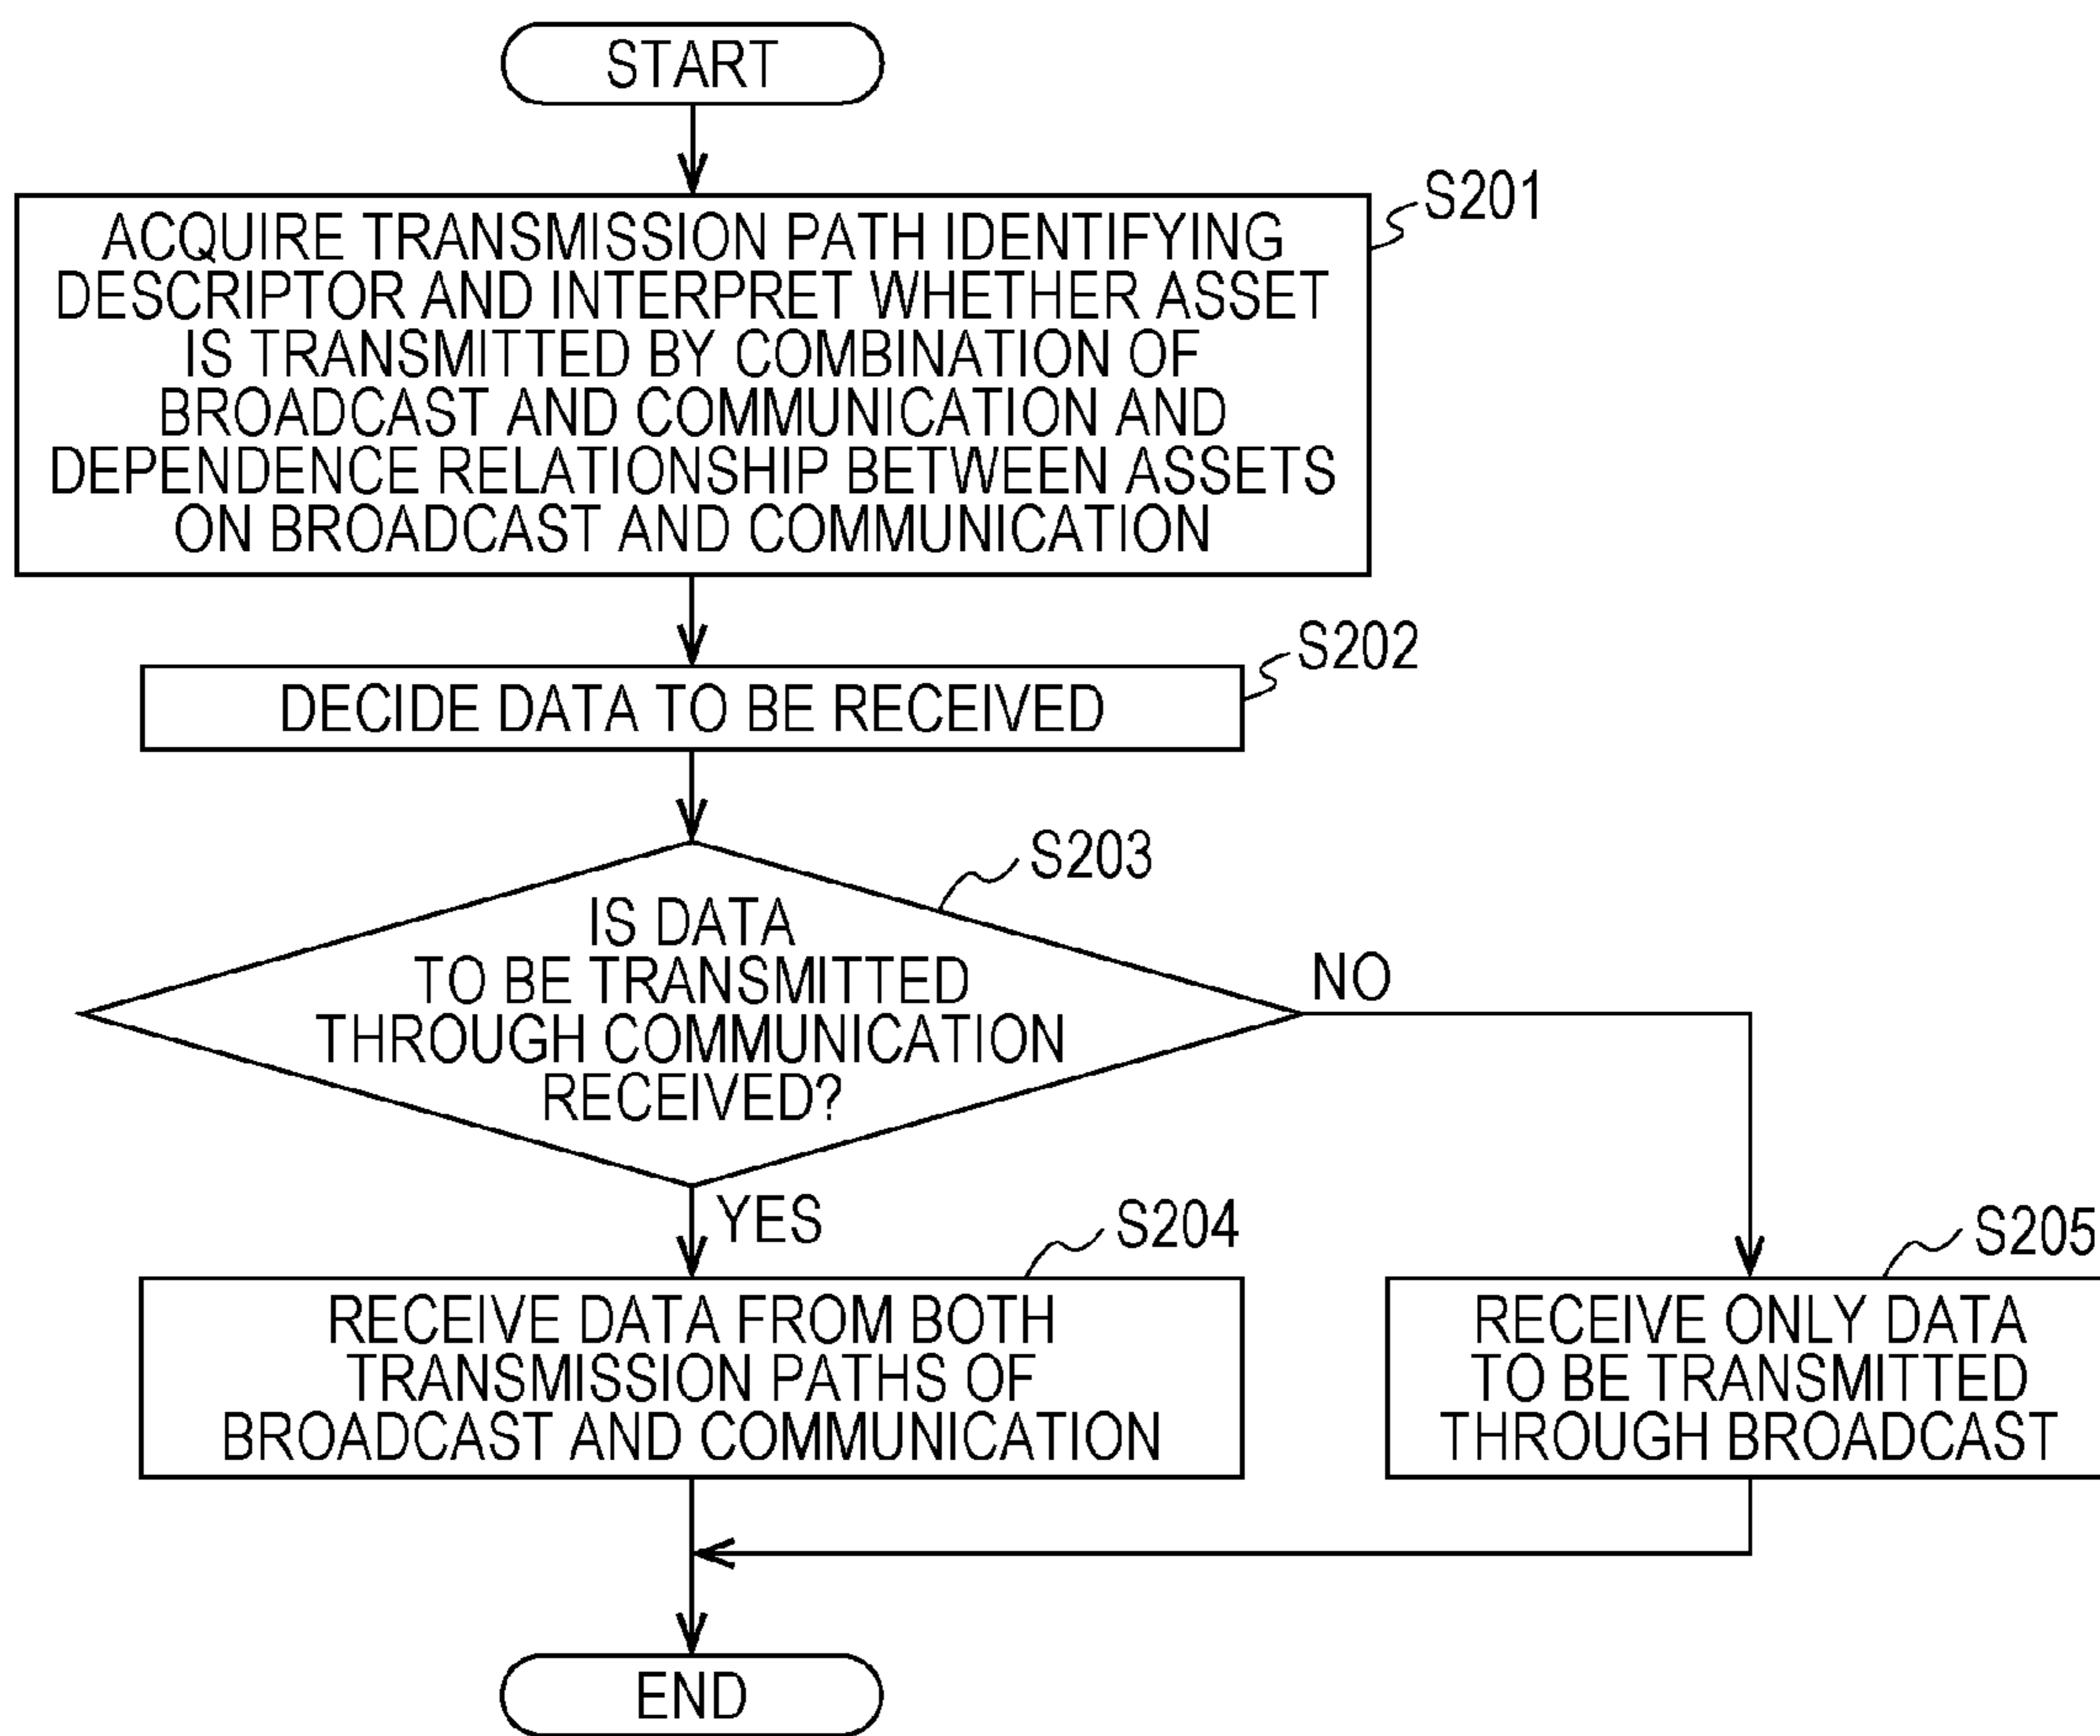 START
S201
ACQUIRE TRANSMISSION PATH IDENTIFYING
DESCRIPTOR AND INTERPRET WHETHER ASSET
IS TRANSMITTED BY COMBINATION OF
BROADCAST AND COMMUNICATION AND
DEPENDENCE RELATIONSHIP BETWEEN ASSETS
ON BROADCAST AND COMMUNICATION
S202
DECIDE DATA TO BE RECEIVED
S203
IS DATA
TO BE TRANSMITTED
THROUGH COMMUNICATION
RECEIVED?
NO
YES
S204
RECEIVE DATA FROM BOTH
TRANSMISSION PATHS OF
BROADCAST AND COMMUNICATION
S205
RECEIVE ONLY DATA
TO BE TRANSMITTED
THROUGH BROADCAST
END